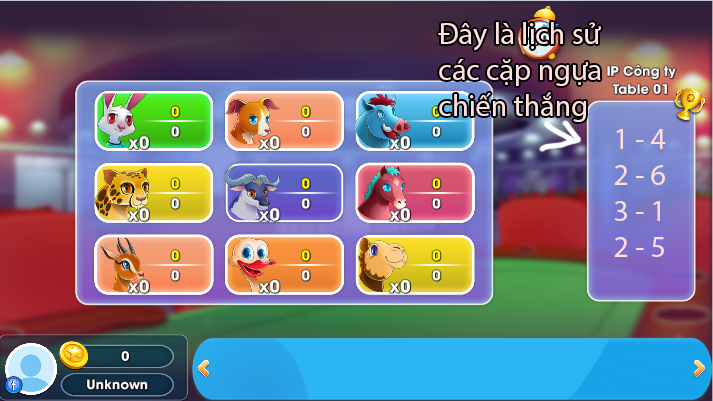 Đây là lịch sử
các cặp ngựa
chiến thắng
IP Công ty
Table 01
1 - 4
2 - 6
3 - 1
2 - 5
0 0 0
0 0 0
x0 x0 x0
0 0 0
0 0 0
x0 x0 x0
0 0 0
0 0 0
x0 x0 x0
0
Unknown